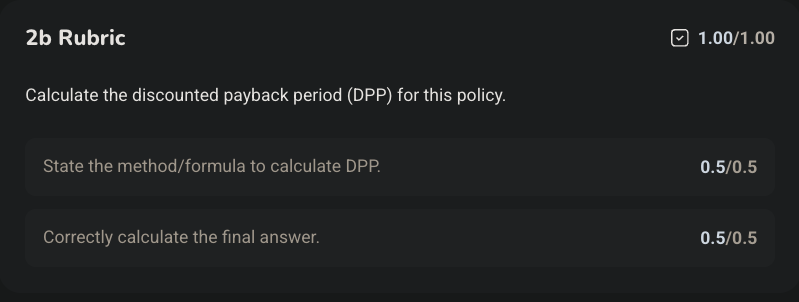 2b Rubric
1.00/1.00
Calculate the discounted payback period (DPP) for this policy.
State the method/formula to calculate DPP.
0.5/0.5
Correctly calculate the final answer.
0.5/0.5